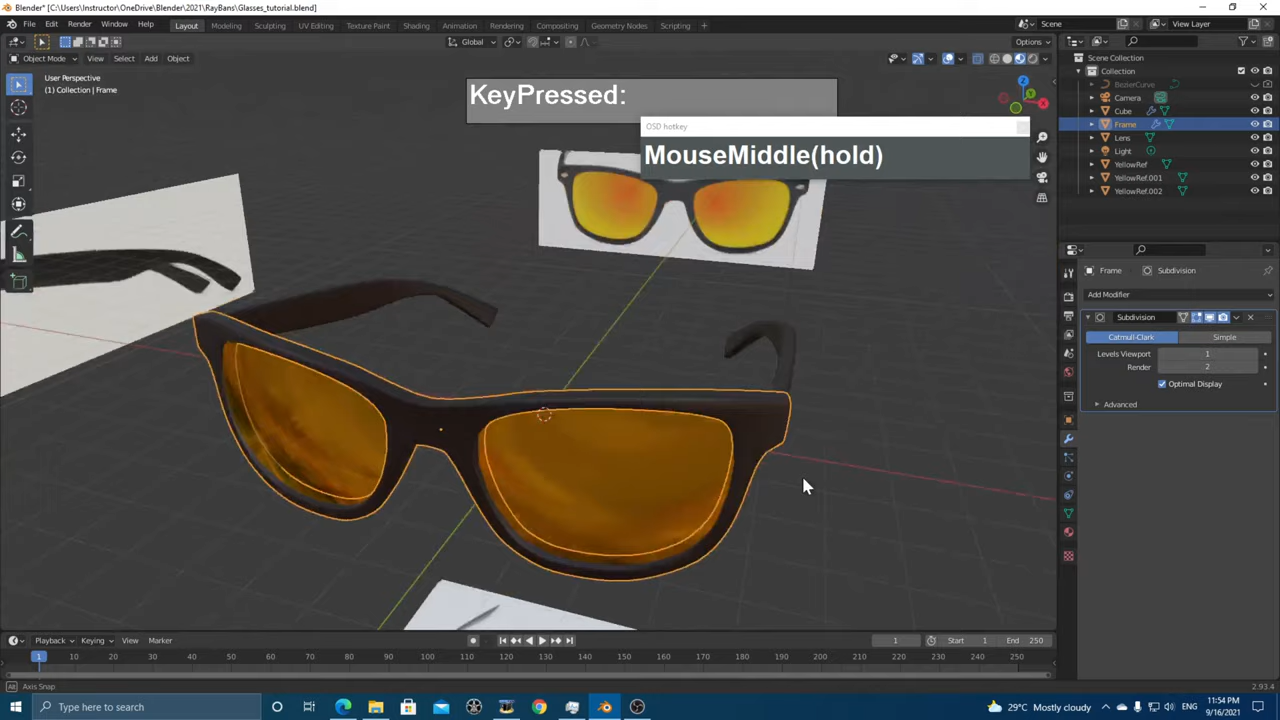 Blender* [C:\Users\Instructor\OneDrive\2021\RayBans\Glasses_tutorial.blend]
File Edit Render Window Help Layout Modeling Sculpting UV Editing Texture Paint Shading Animation Rendering Compositing Geometry Nodes Scripting + Scene View Layer
Global Options
Object Mode View Select Add Object
User Perspective
(1) Collection | Frame
Scene Collection
Collection
BezierCurve
Camera
Cube
Frame
Lens
Light
YellowRef
YellowRef.001
YellowRef.002
KeyPressed:
OSD hotkey
MouseMiddle(hold)
Z
Y
X
Frame Subdivision
Add Modifier
Subdivision
Catmull-Clark Simple
Levels Viewport 1
Render 2
Optimal Display
Advanced
Playback Keying View Marker 1 Start 1 End 250
1 10 20 30 40 50 60 70 80 90 100 110 120 130 140 150 160 170 180 190 200 210 220 230 240 250
Axis Snap 2.93.4
Type here to search
29°C Mostly cloudy
11:54 PM
9/16/2021